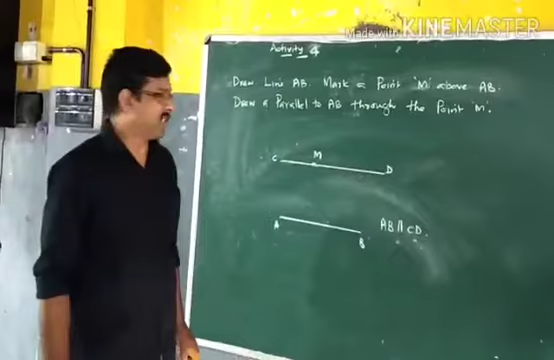 Made with KINEMASTER
Activity 4
Draw Line AB. Mark a Point 'M' above AB.
Draw a Parallel to AB through the Point 'M'.
C M D
A B AB || CD.